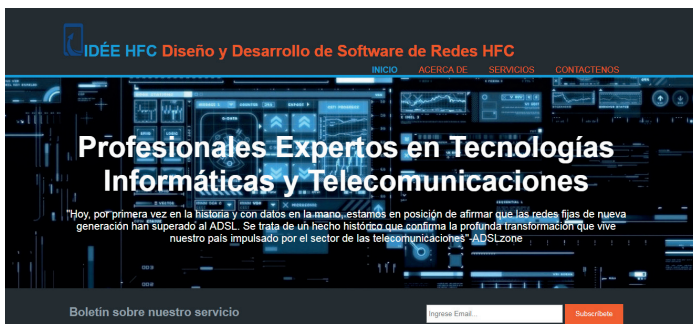 IDÉE HFC Diseño y Desarrollo de Software de Redes HFC
INICIO ACERCA DE SERVICIOS CONTACTENOS
Profesionales Expertos en Tecnologías
Informáticas y Telecomunicaciones
"Hoy, por primera vez en la historia y con datos en la mano, estamos en posición de afirmar que las redes fijas de nueva
generación han superado al ADSL. Se trata de un hecho histórico que confirma la profunda transformación que vive
nuestro país impulsado por el sector de las telecomunicaciones"-ADSLzone
Boletín sobre nuestro servicio
Ingrese Email...
Subscribete